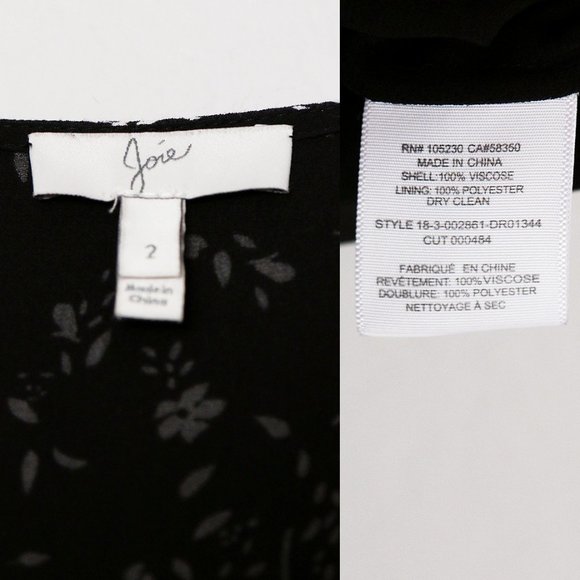 Joie
2
Made in
China
RN# 105230 CA#58350
MADE IN CHINA
SHELL:100% VISCOSE
LINING: 100% POLYESTER
DRY CLEAN
STYLE 18-3-002861-DR01344
CUT 000484
FABRIQUÉ EN CHINE
REVÊTEMENT: 100%VISCOSE
DOUBLURE: 100% POLYESTER
NETTOYAGE À SEC